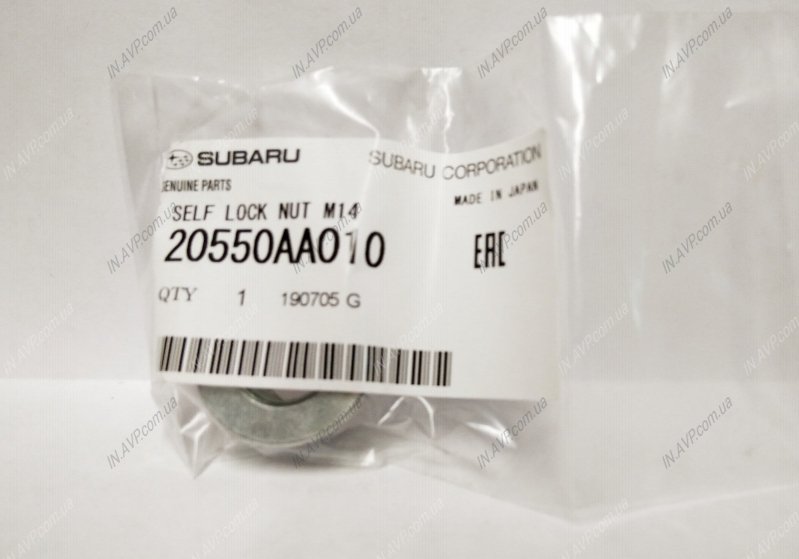 SUBARU
SUBARU CORPORATION
GENUINE PARTS
MADE IN JAPAN
SELF LOCK NUT M14
20550AA010
EAC
QTY 1 190705 G
IN.AVP.com.ua